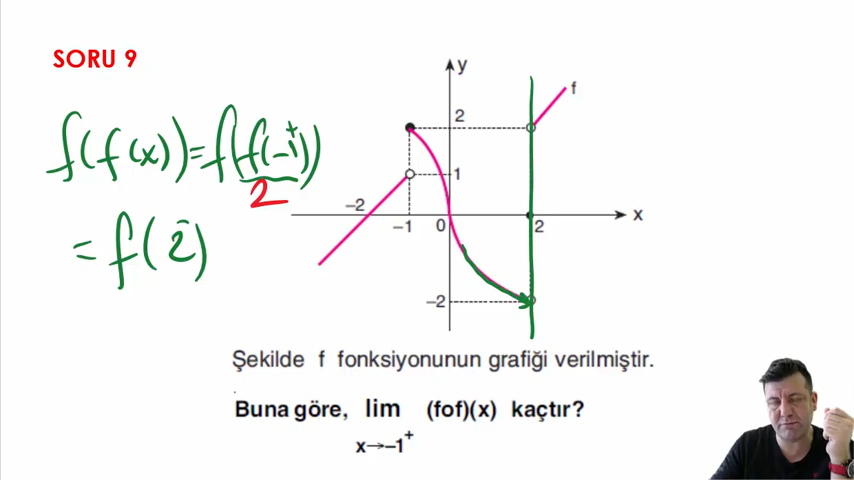 SORU 9
f(f(x))=f(f(-1⁺))
2
= f(2⁻)
y
f
2
1
-2
-1
0
2
x
-2
Şekilde f fonksiyonunun grafiği verilmiştir.
Buna göre, lim (fof)(x) kaçtır?
x→-1⁺